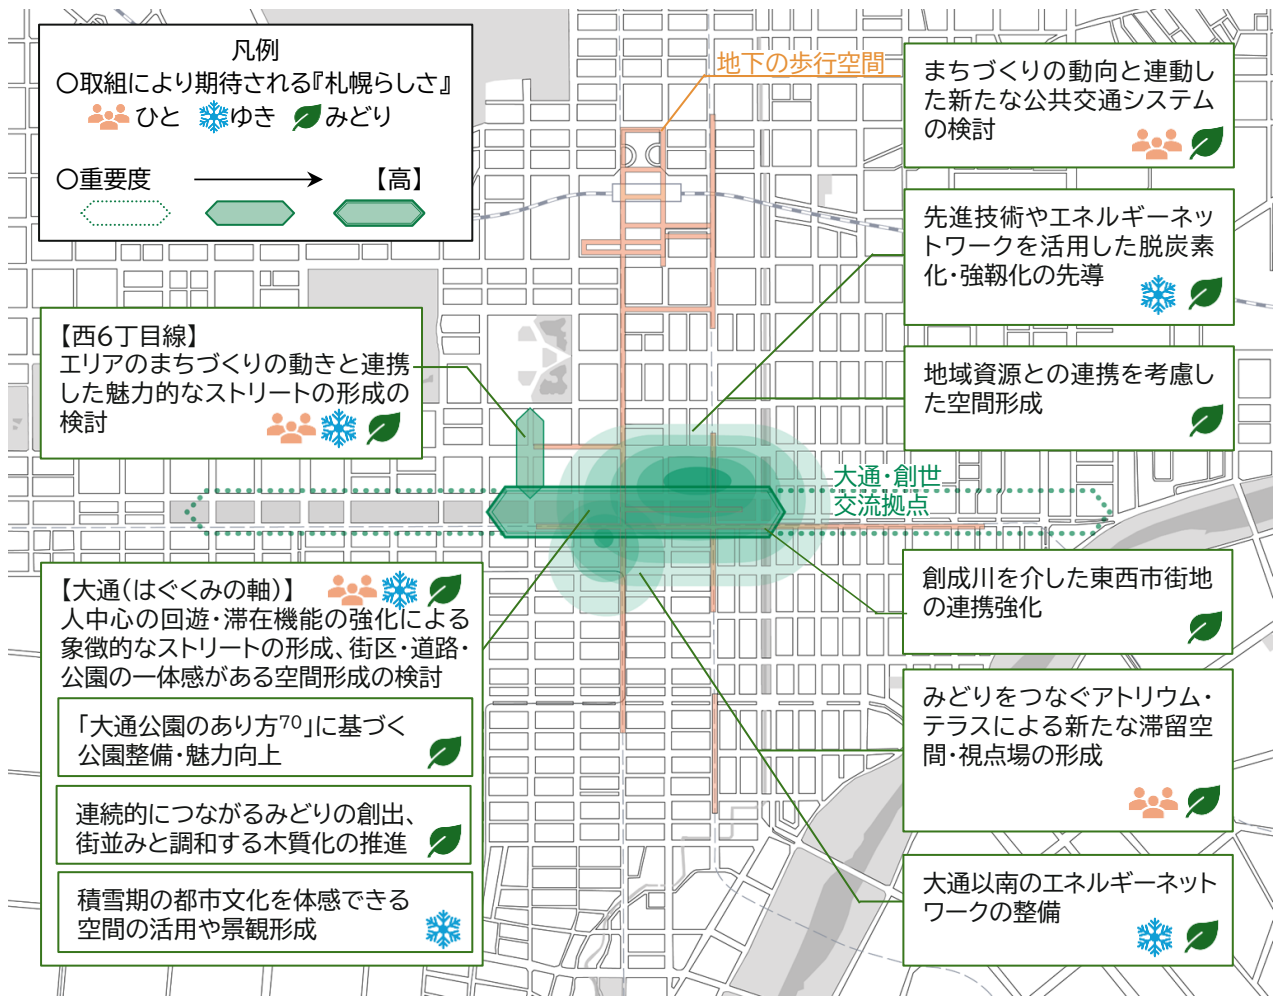 凡例
○取組により期待される『札幌らしさ』
ひと ゆき みどり
○重要度 【高】
地下の歩行空間
まちづくりの動向と連動し
た新たな公共交通システム
の検討
先進技術やエネルギーネッ
トワークを活用した脱炭素
化・強靱化の先導
【西6丁目線】
エリアのまちづくりの動きと連携
した魅力的なストリートの形成の
検討
地域資源との連携を考慮し
た空間形成
大通・創世
交流拠点
【大通(はぐくみの軸)】
人中心の回遊・滞在機能の強化による
象徴的なストリートの形成、街区・道路・
公園の一体感がある空間形成の検討
「大通公園のあり方70」に基づく
公園整備・魅力向上
連続的につながるみどりの創出、
街並みと調和する木質化の推進
積雪期の都市文化を体感できる
空間の活用や景観形成
創成川を介した東西市街地
の連携強化
みどりをつなぐアトリウム・
テラスによる新たな滞留空
間・視点場の形成
大通以南のエネルギーネット
ワークの整備